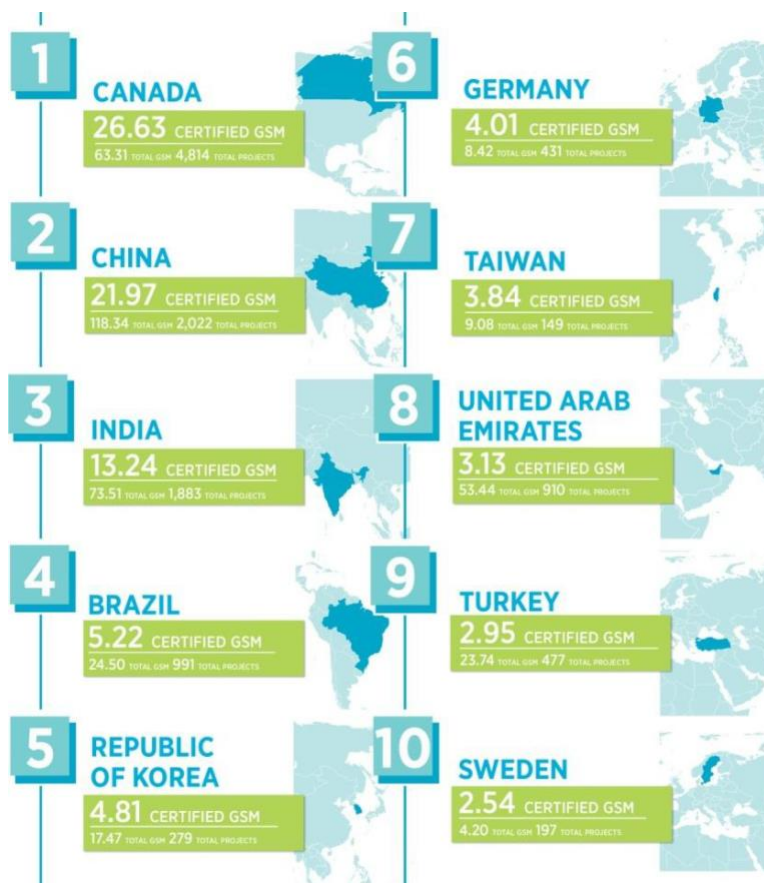 1
CANADA
26.63 CERTIFIED GSM
63.31 TOTAL GSM 4,814 TOTAL PROJECTS
2
CHINA
21.97 CERTIFIED GSM
118.34 TOTAL GSM 2,022 TOTAL PROJECTS
3
INDIA
13.24 CERTIFIED GSM
73.51 TOTAL GSM 1,883 TOTAL PROJECTS
4
BRAZIL
5.22 CERTIFIED GSM
24.50 TOTAL GSM 991 TOTAL PROJECTS
5
REPUBLIC
OF KOREA
4.81 CERTIFIED GSM
17.47 TOTAL GSM 279 TOTAL PROJECTS
6
GERMANY
4.01 CERTIFIED GSM
8.42 TOTAL GSM 431 TOTAL PROJECTS
7
TAIWAN
3.84 CERTIFIED GSM
9.08 TOTAL GSM 149 TOTAL PROJECTS
8
UNITED ARAB
EMIRATES
3.13 CERTIFIED GSM
53.44 TOTAL GSM 910 TOTAL PROJECTS
9
TURKEY
2.95 CERTIFIED GSM
23.74 TOTAL GSM 477 TOTAL PROJECTS
10
SWEDEN
2.54 CERTIFIED GSM
4.20 TOTAL GSM 197 TOTAL PROJECTS